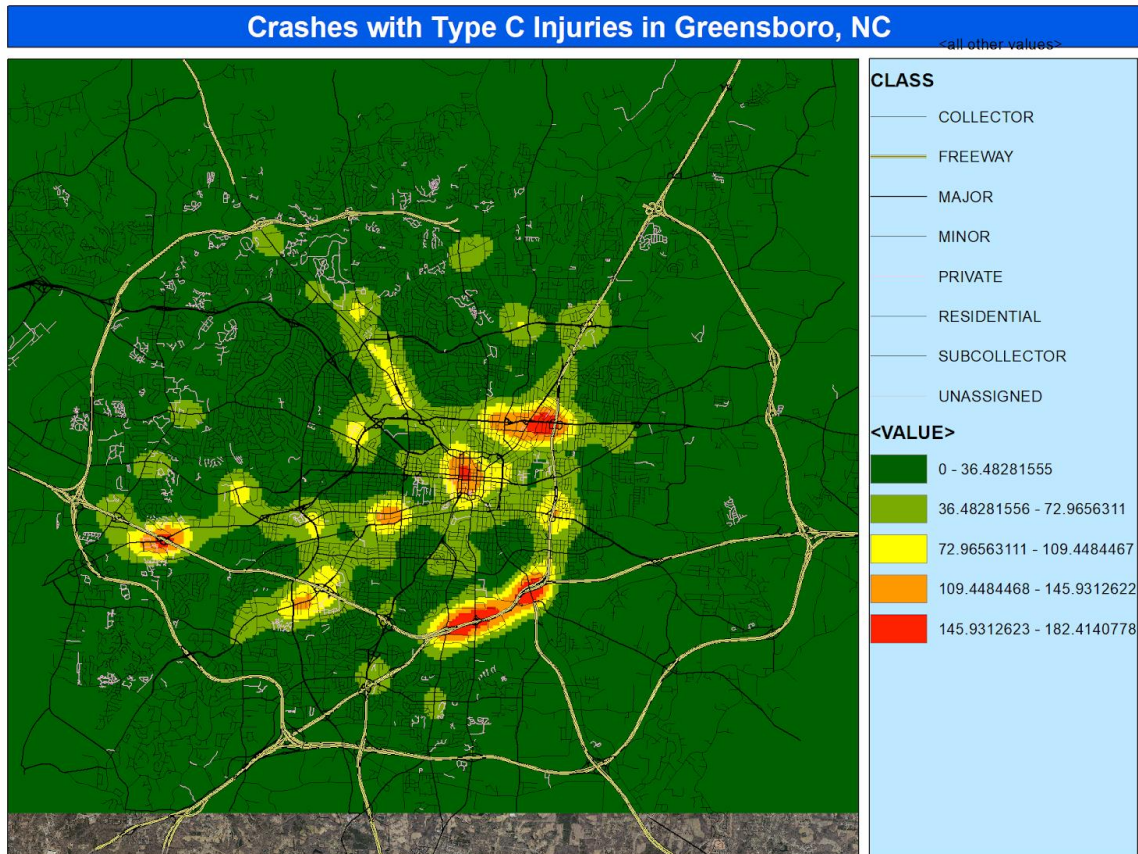 Crashes with Type C Injuries in Greensboro, NC
<all other values>
CLASS
COLLECTOR
FREEWAY
MAJOR
MINOR
PRIVATE
RESIDENTIAL
SUBCOLLECTOR
UNASSIGNED
<VALUE>
0 - 36.48281555
36.48281556 - 72.9656311
72.96563111 - 109.4484467
109.4484468 - 145.9312622
145.9312623 - 182.4140778